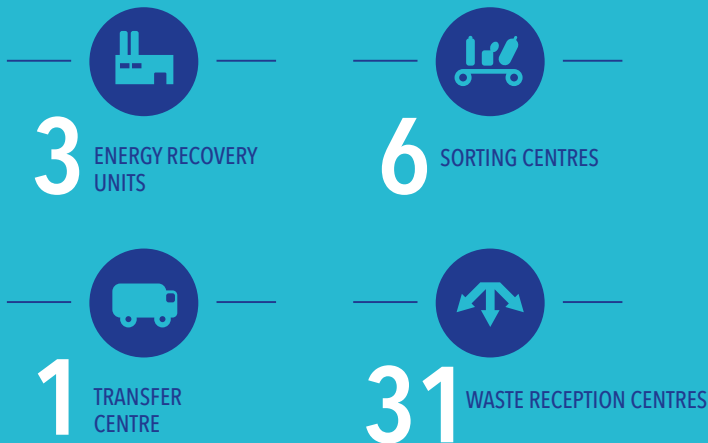 3 ENERGY RECOVERY
UNITS
6 SORTING CENTRES
1 TRANSFER
CENTRE
31 WASTE RECEPTION CENTRES